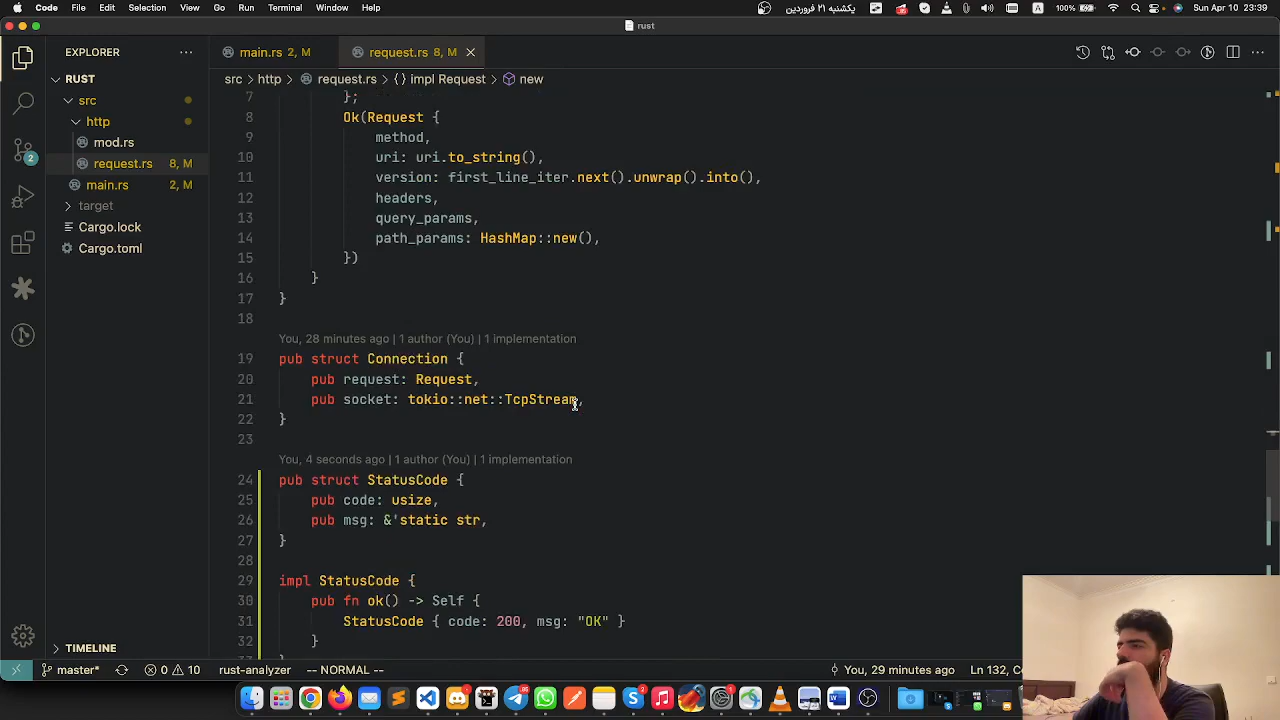 Code File Edit Selection View Go Run Terminal Window Help یکشنبه ۲۱ فروردین A 100% Sun Apr 10 23:39
rust
EXPLORER ...
main.rs 2, M request.rs 8, M
RUST
src > http > request.rs > {} impl Request > new
src
http
mod.rs
request.rs 8, M
main.rs 2, M
target
Cargo.lock
Cargo.toml
7 };
8 Ok(Request {
9 method,
10 uri: uri.to_string(),
11 version: first_line_iter.next().unwrap().into(),
12 headers,
13 query_params,
14 path_params: HashMap::new(),
15 })
16 }
17 }
18
You, 28 minutes ago | 1 author (You) | 1 implementation
19 pub struct Connection {
20 pub request: Request,
21 pub socket: tokio::net::TcpStream,
22 }
23
You, 4 seconds ago | 1 author (You) | 1 implementation
24 pub struct StatusCode {
25 pub code: usize,
26 pub msg: &'static str,
27 }
28
29 impl StatusCode {
30 pub fn ok() -> Self {
31 StatusCode { code: 200, msg: "OK" }
32 }
TIMELINE
master* 0 10 rust-analyzer -- NORMAL -- You, 29 minutes ago Ln 132,